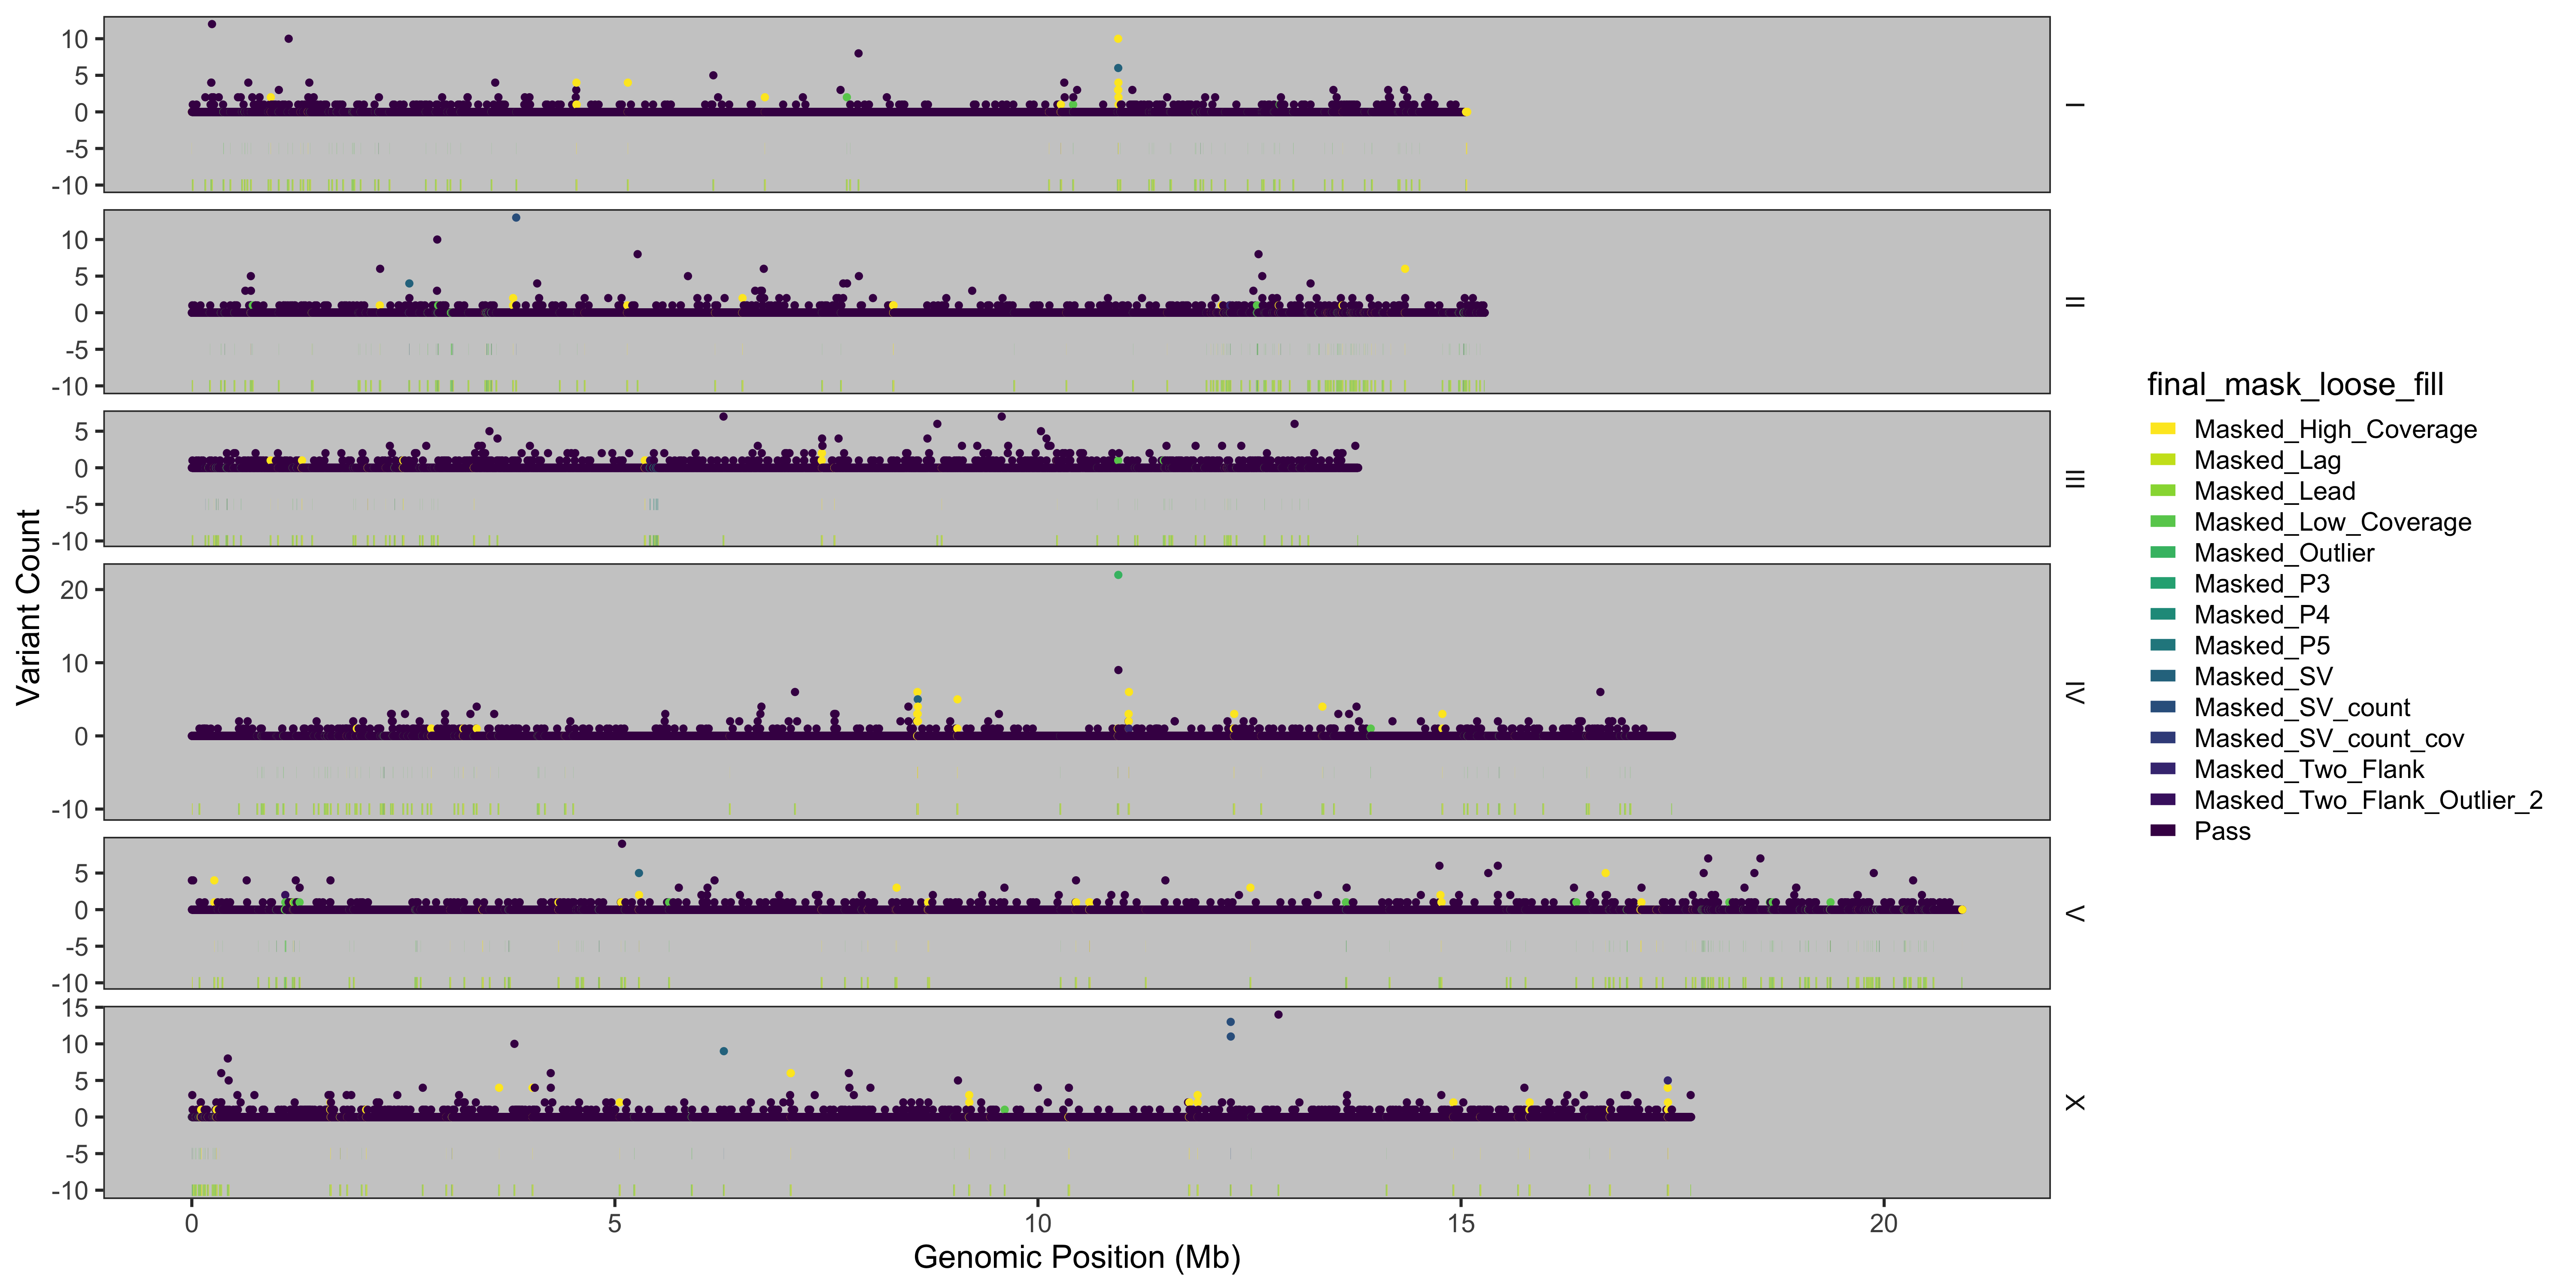 Variant Count
10
5
0
-5
-10
I
10
5
0
-5
-10
II
5
0
-5
-10
III
20
10
0
-10
IV
5
0
-5
-10
V
15
10
5
0
-5
-10
X
0 5 10 15 20
Genomic Position (Mb)
final_mask_loose_fill
Masked_High_Coverage
Masked_Lag
Masked_Lead
Masked_Low_Coverage
Masked_Outlier
Masked_P3
Masked_P4
Masked_P5
Masked_SV
Masked_SV_count
Masked_SV_count_cov
Masked_Two_Flank
Masked_Two_Flank_Outlier_2
Pass